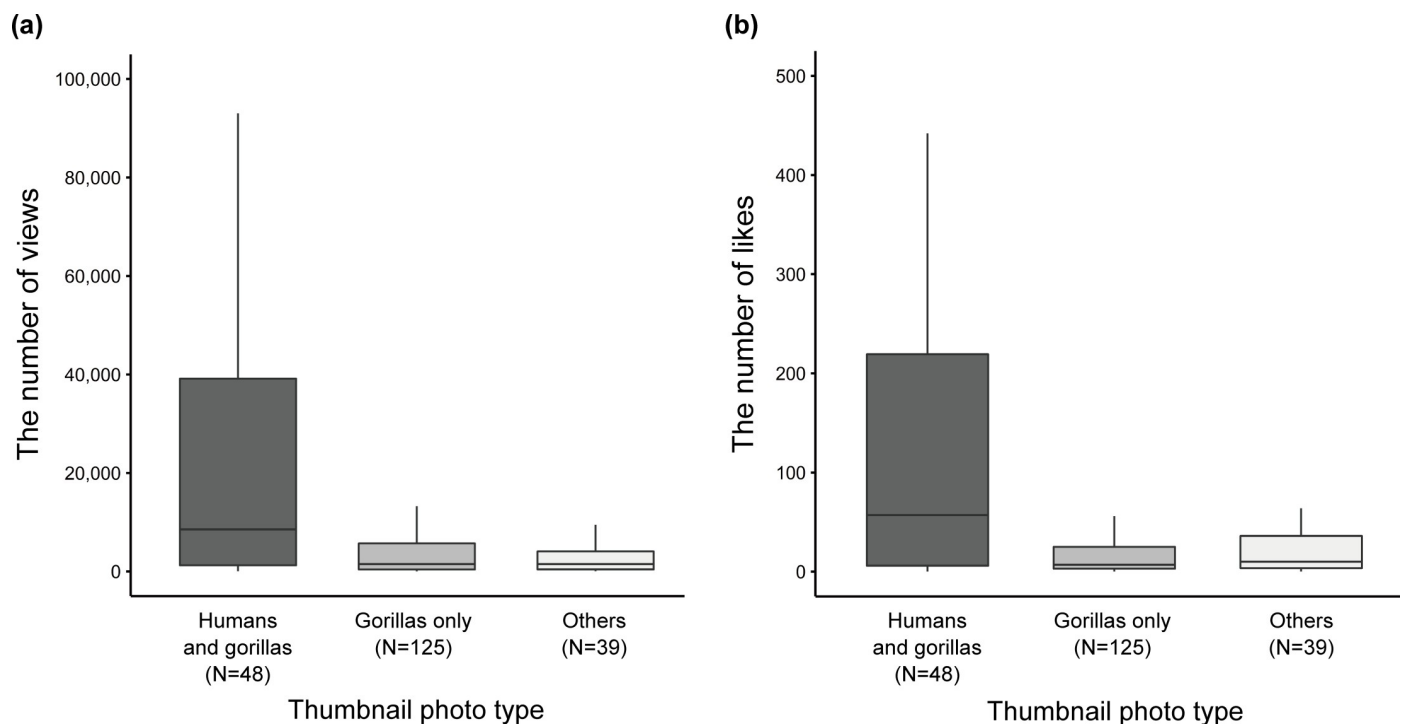 (a)
The number of views
100,000
80,000
60,000
40,000
20,000
0
Humans
and gorillas
(N=48)
Gorillas only
(N=125)
Others
(N=39)
Thumbnail photo type
(b)
The number of likes
500
400
300
200
100
0
Humans
and gorillas
(N=48)
Gorillas only
(N=125)
Others
(N=39)
Thumbnail photo type